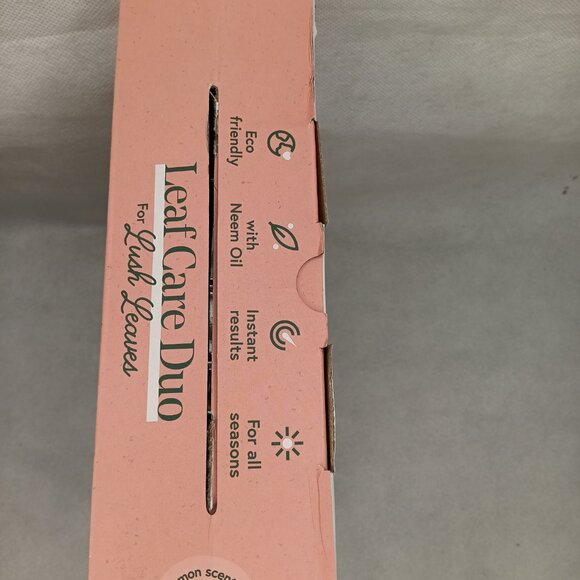 Eco
friendly
with
Neem Oil
Instant
results
For all
seasons
Leaf Care Duo
For Lush Leaves